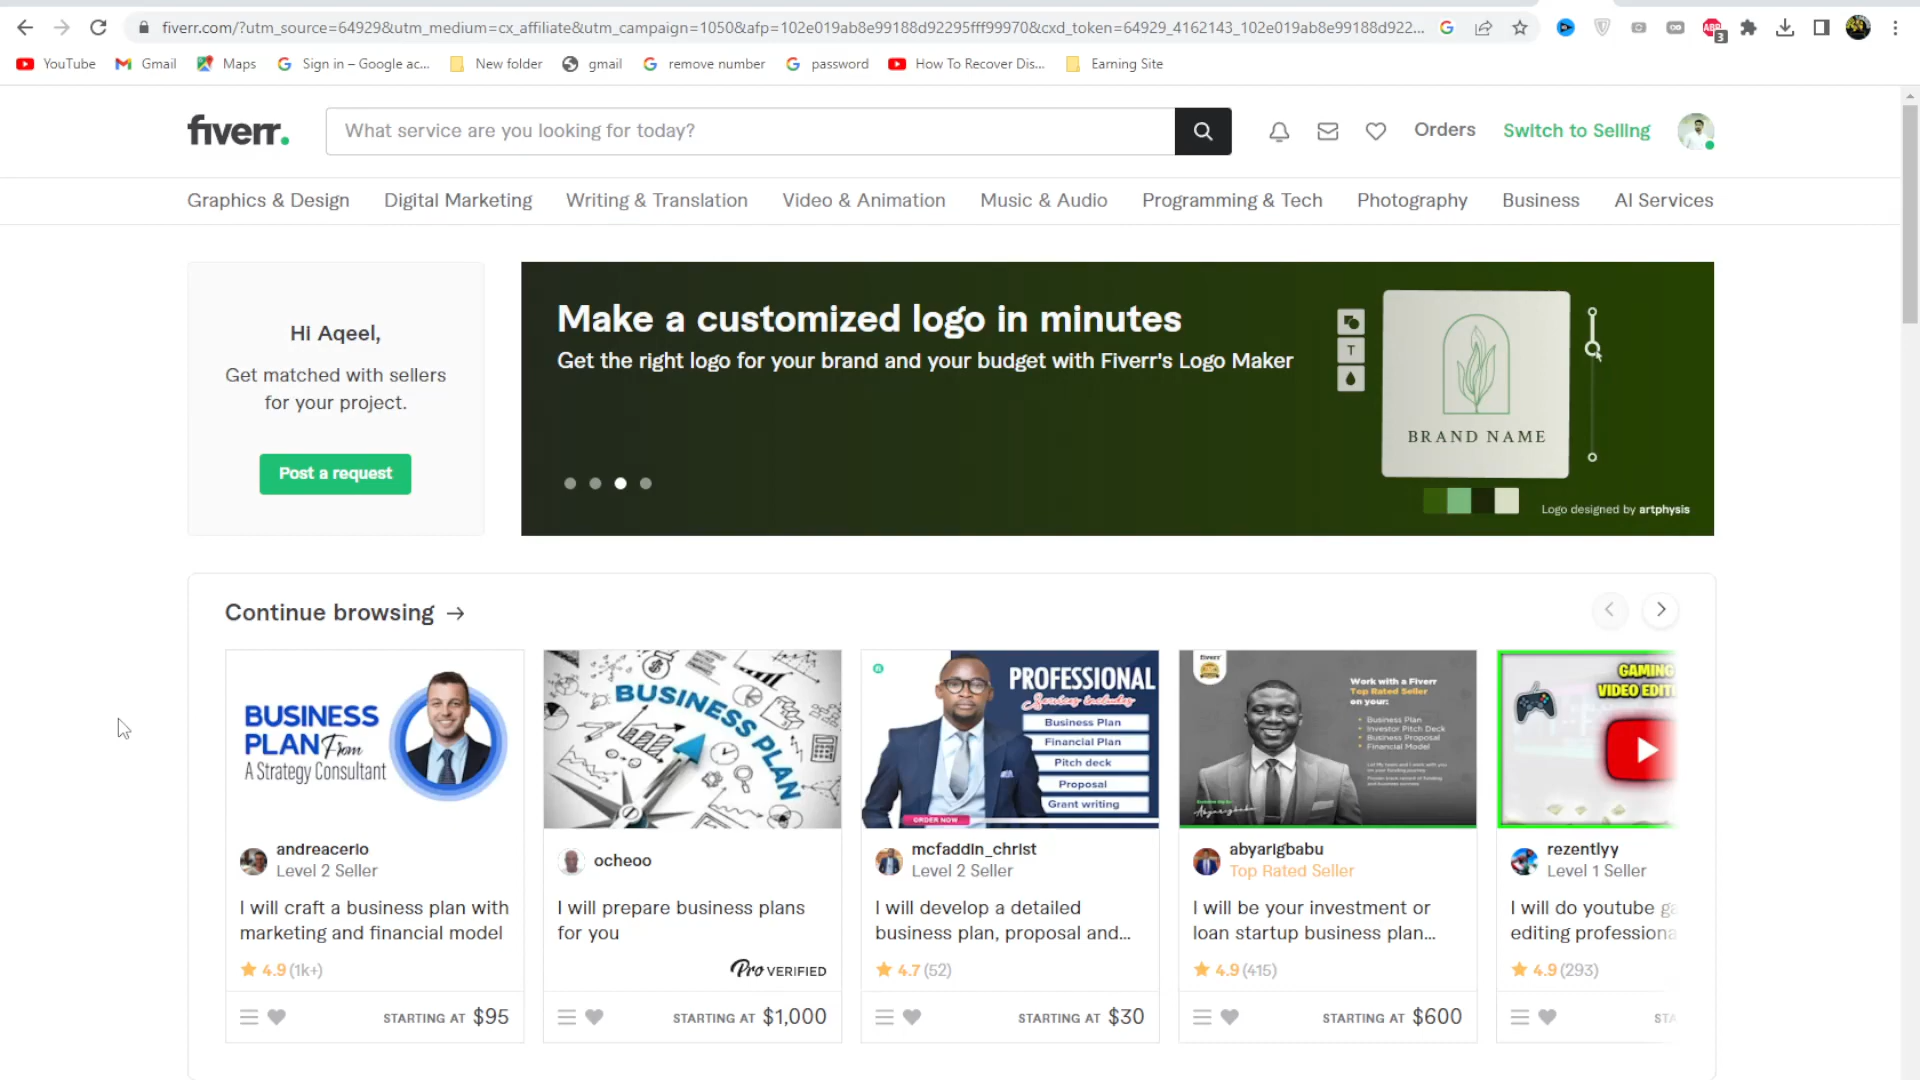 fiverr.com/?utm_source=64929&utm_medium=cx_affiliate&utm_campaign=1050&afp=102e019ab8e99188d92295fff99970&cxd_token=64929_4162143_102e019ab8e99188d922...
ABP 3
YouTube Gmail Maps Sign in – Google ac... New folder gmail remove number password How To Recover Dis... Earning Site
fiverr.
What service are you looking for today?
Orders
Switch to Selling
Graphics & Design Digital Marketing Writing & Translation Video & Animation Music & Audio Programming & Tech Photography Business AI Services
Hi Aqeel,
Get matched with sellers
for your project.
Post a request
Make a customized logo in minutes
Get the right logo for your brand and your budget with Fiverr's Logo Maker
T
BRAND NAME
Logo designed by artphysis
Continue browsing →
BUSINESS
PLAN From
A Strategy Consultant
andreacerio
Level 2 Seller
I will craft a business plan with
marketing and financial model
4.9 (1k+)
STARTING AT $95
BUSINESS PLAN
ocheoo
I will prepare business plans
for you
Pro VERIFIED
STARTING AT $1,000
PROFESSIONAL
Services includes
Business Plan
Financial Plan
Pitch deck
Proposal
Grant writing
ORDER NOW
mcfaddin_christ
Level 2 Seller
I will develop a detailed
business plan, proposal and...
4.7 (52)
STARTING AT $30
fiverr
Work with a Fiverr
Top Rated Seller
on your:
Business Plan
Investor Pitch Deck
Business Proposal
Financial Model
abyarigbabu
Top Rated Seller
I will be your investment or
loan startup business plan...
4.9 (415)
STARTING AT $600
GAMING
VIDEO EDITI
rezentlyy
Level 1 Seller
I will do youtube ga
editing professiona
4.9 (293)
STA